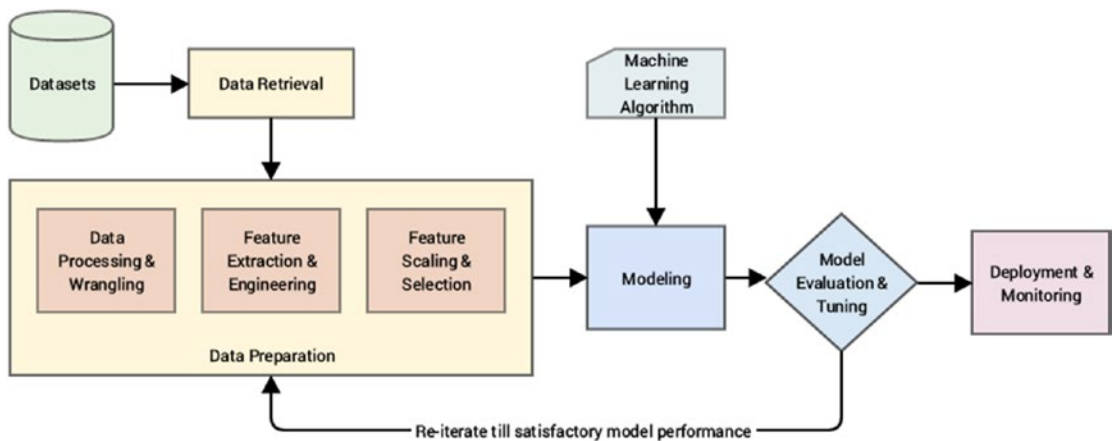 Datasets
Data Retrieval
Machine
Learning
Algorithm
Data
Processing &
Wrangling
Feature
Extraction &
Engineering
Feature
Scaling &
Selection
Data Preparation
Modeling
Model
Evaluation &
Tuning
Deployment &
Monitoring
Re-iterate till satisfactory model performance